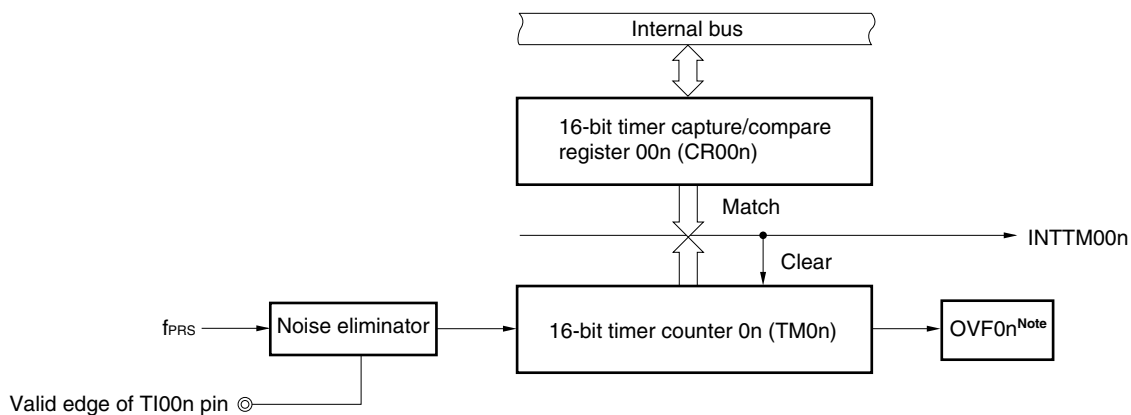 Internal bus
16-bit timer capture/compare
register 00n (CR00n)
Match
INTTM00n
Clear
fPRS
Noise eliminator
16-bit timer counter 0n (TM0n)
OVF0nNote
Valid edge of TI00n pin